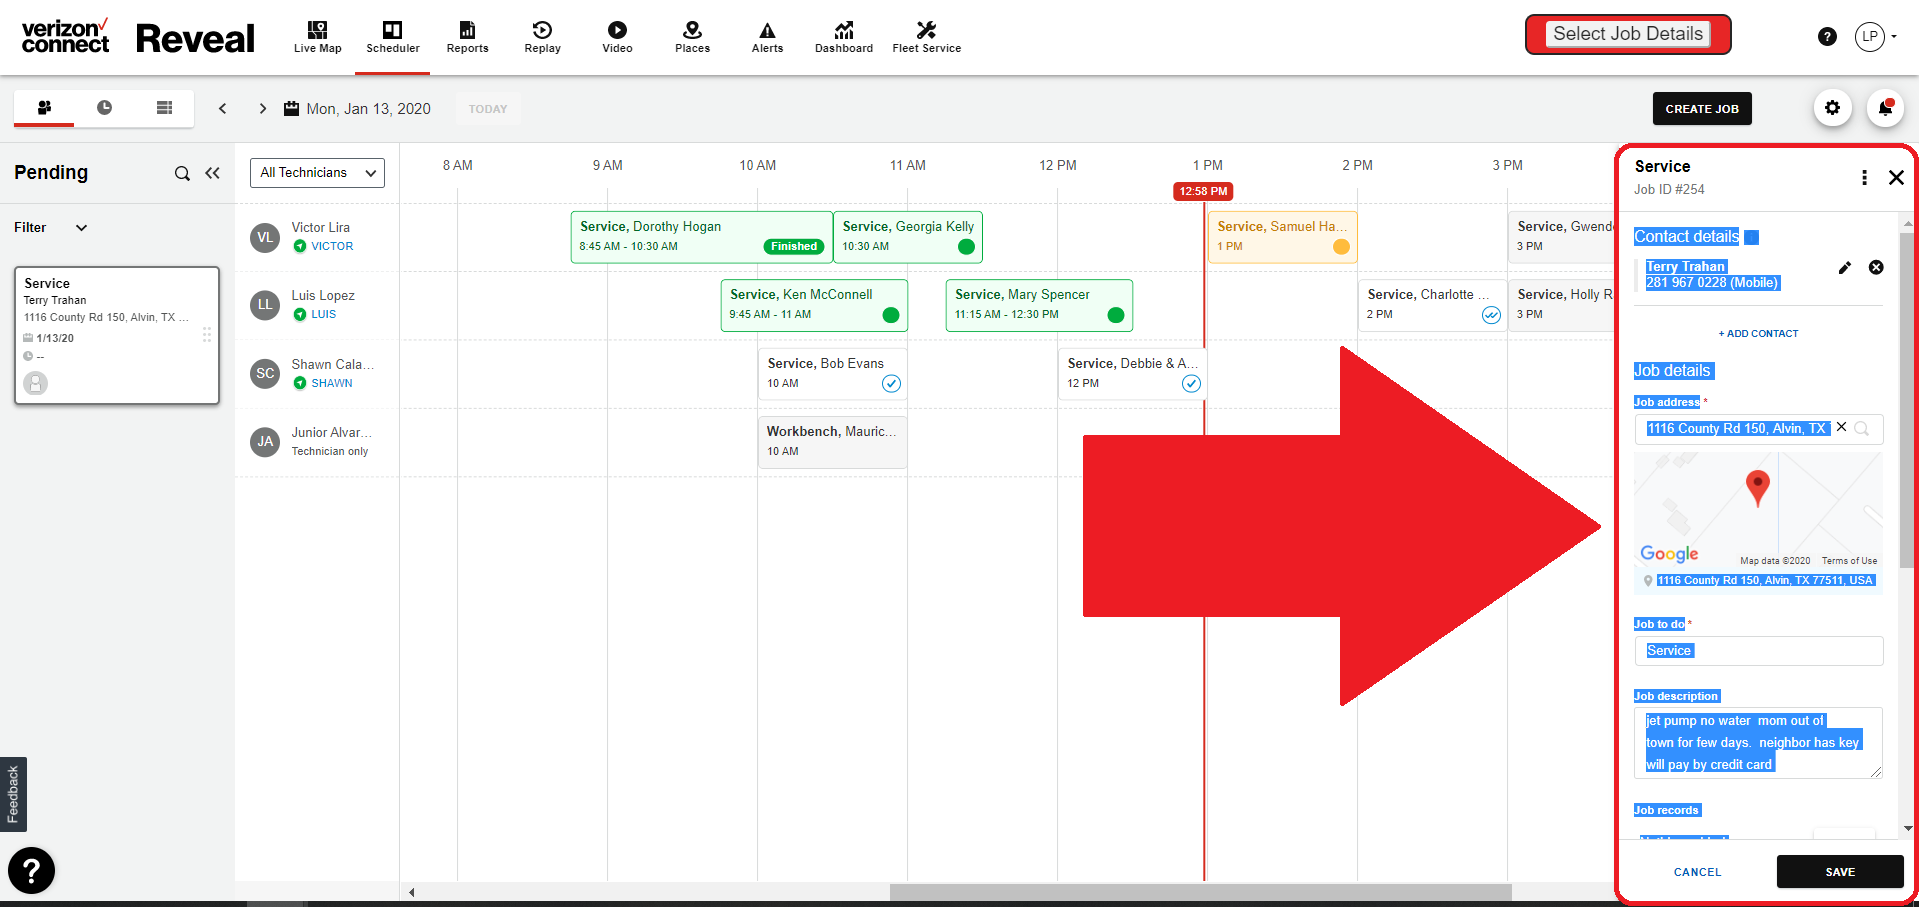 verizon connect
Reveal
Live Map
Scheduler
Reports
Replay
Video
Places
Alerts
Dashboard
Fleet Service
Select Job Details
?
LP
Mon, Jan 13, 2020
TODAY
CREATE JOB
Pending
Filter
Service
Terry Trahan
1116 County Rd 150, Alvin, TX ...
1/13/20
--
All Technicians
8 AM
9 AM
10 AM
11 AM
12 PM
1 PM
2 PM
3 PM
12:58 PM
VL
Victor Lira
VICTOR
Service, Dorothy Hogan
8:45 AM - 10:30 AM
Finished
Service, Georgia Kelly
10:30 AM
Service, Samuel Ha...
1 PM
Service, Gwend
3 PM
LL
Luis Lopez
LUIS
Service, Ken McConnell
9:45 AM - 11 AM
Service, Mary Spencer
11:15 AM - 12:30 PM
Service, Charlotte ...
2 PM
Service, Holly R
3 PM
SC
Shawn Cala...
SHAWN
Service, Bob Evans
10 AM
Service, Debbie & A...
12 PM
JA
Junior Alvar...
Technician only
Workbench, Mauric...
10 AM
Service
Job ID #254
Contact details
Terry Trahan
281 967 0228 (Mobile)
+ ADD CONTACT
Job details
Job address *
1116 County Rd 150, Alvin, TX
Google
Map data ©2020
Terms of Use
1116 County Rd 150, Alvin, TX 77511, USA
Job to do *
Service
Job description
jet pump no water  mom out of
town for few days.  neighbor has key
will pay by credit card
Job records
CANCEL
SAVE
Feedback
?